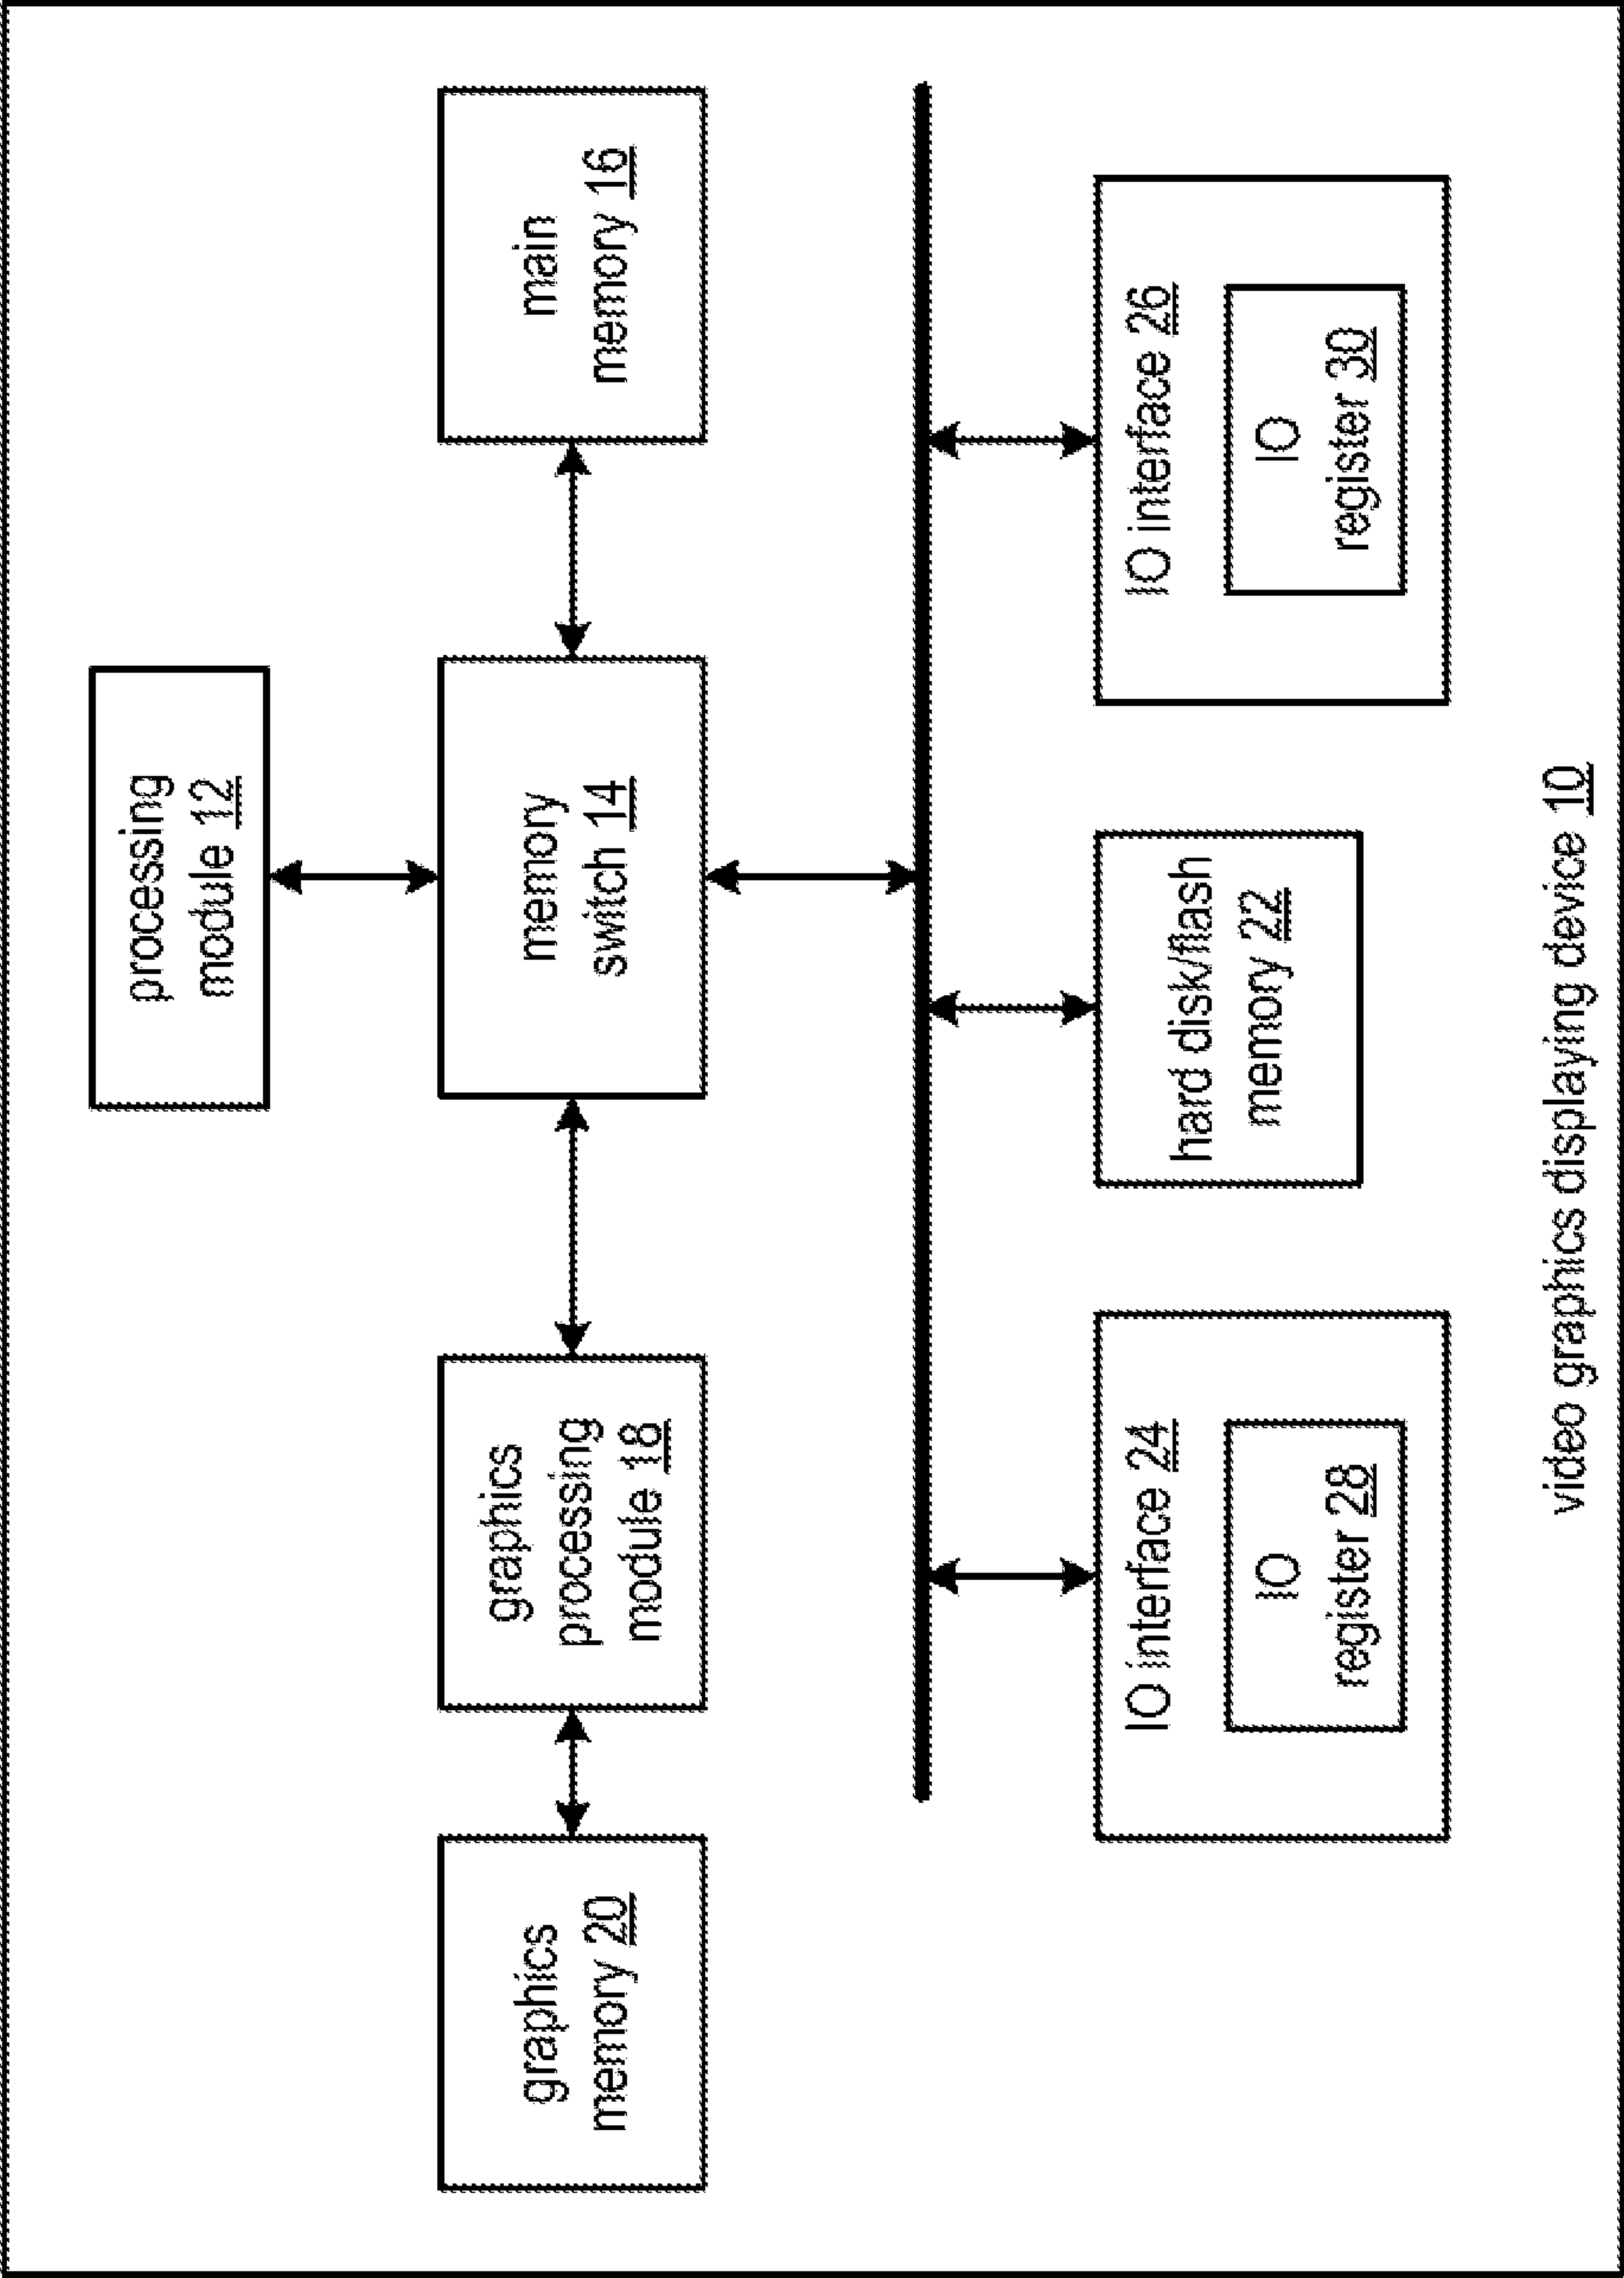 processing
module 12
graphics
memory 20
graphics
processing
module 18
memory
switch 14
main
memory 16
IO interface 24
IO
register 28
hard disk/flash
memory 22
IO interface 26
IO
register 30
video graphics displaying device 10